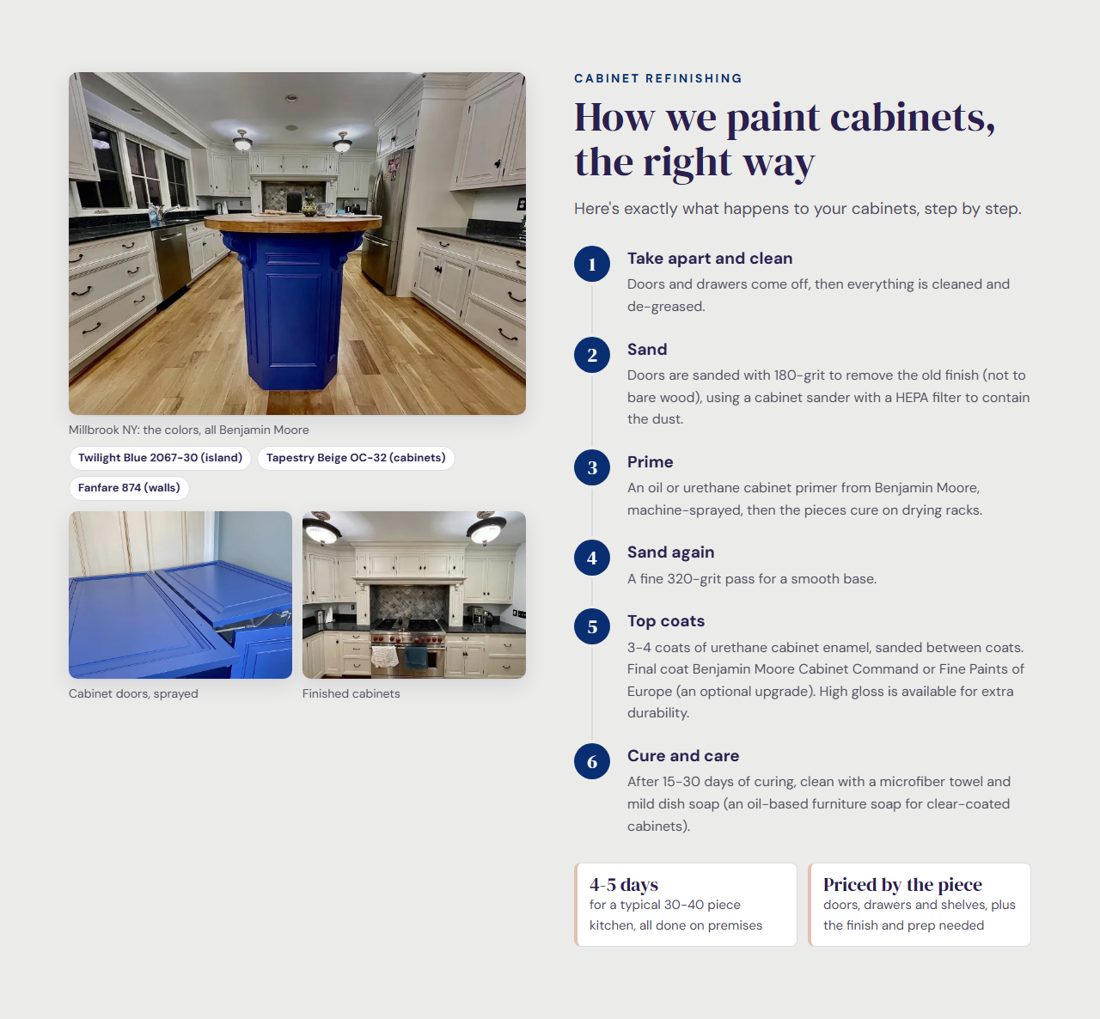 CABINET REFINISHING
How we paint cabinets,
the right way
Here's exactly what happens to your cabinets, step by step.
1
Take apart and clean
Doors and drawers come off, then everything is cleaned and
de-greased.
2
Sand
Doors are sanded with 180-grit to remove the old finish (not to
bare wood), using a cabinet sander with a HEPA filter to contain
the dust.
3
Prime
An oil or urethane cabinet primer from Benjamin Moore,
machine-sprayed, then the pieces cure on drying racks.
4
Sand again
A fine 320-grit pass for a smooth base.
5
Top coats
3-4 coats of urethane cabinet enamel, sanded between coats.
Final coat Benjamin Moore Cabinet Command or Fine Paints of
Europe (an optional upgrade). High gloss is available for extra
durability.
6
Cure and care
After 15-30 days of curing, clean with a microfiber towel and
mild dish soap (an oil-based furniture soap for clear-coated
cabinets).
4-5 days
for a typical 30-40 piece
kitchen, all done on premises
Priced by the piece
doors, drawers and shelves, plus
the finish and prep needed
Millbrook NY: the colors, all Benjamin Moore
Twilight Blue 2067-30 (island)
Tapestry Beige OC-32 (cabinets)
Fanfare 874 (walls)
Cabinet doors, sprayed
Finished cabinets